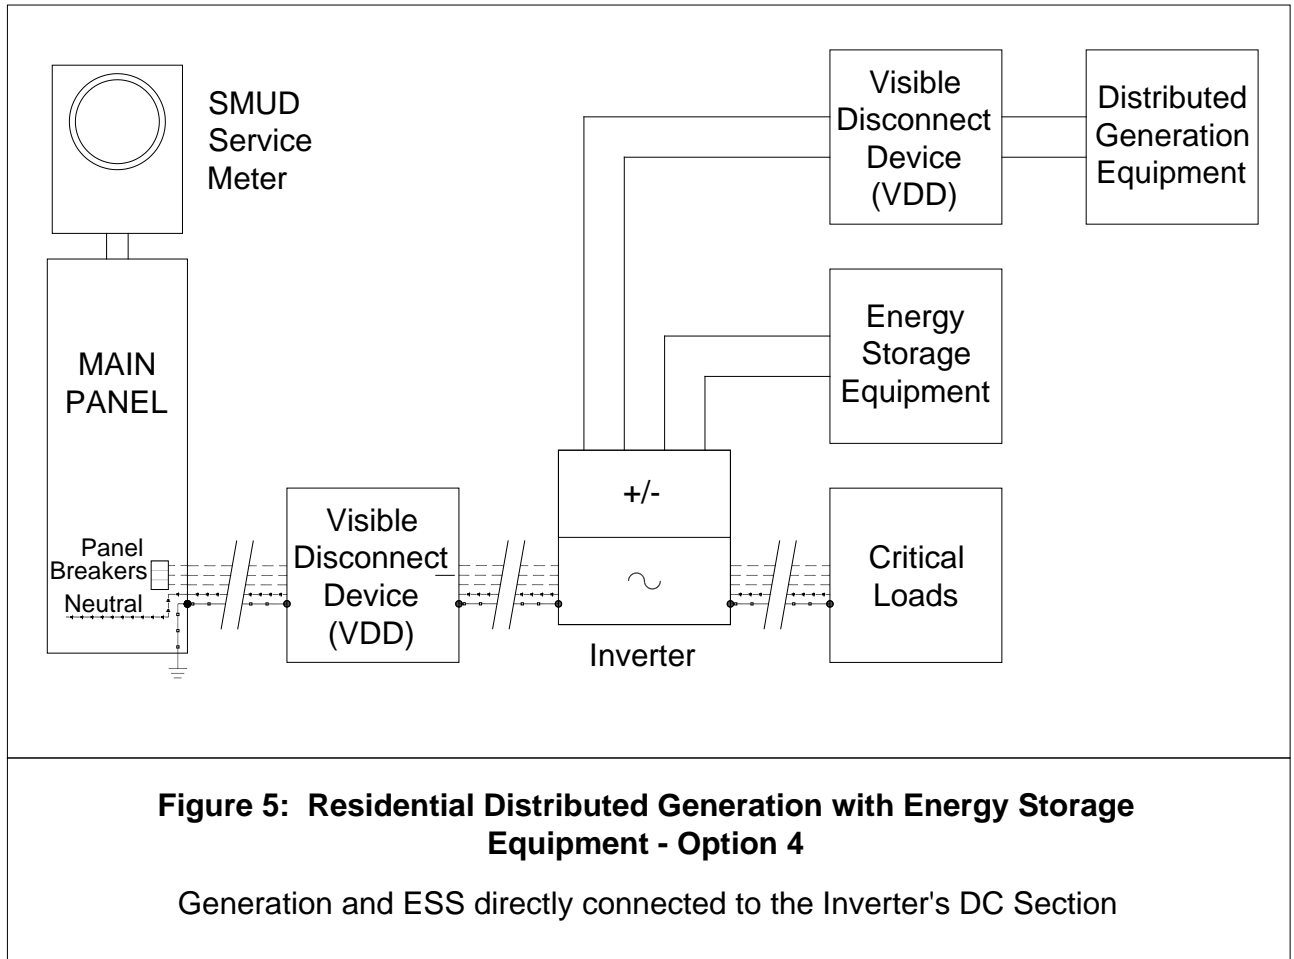 SMUD
Service
Meter
Visible
Disconnect
Device
(VDD)
Distributed
Generation
Equipment
MAIN
PANEL
Energy
Storage
Equipment
+/-
Panel
Breakers
Neutral
Visible
Disconnect
Device
(VDD)
Inverter
Critical
Loads
Figure 5:  Residential Distributed Generation with Energy Storage
Equipment - Option 4
Generation and ESS directly connected to the Inverter's DC Section